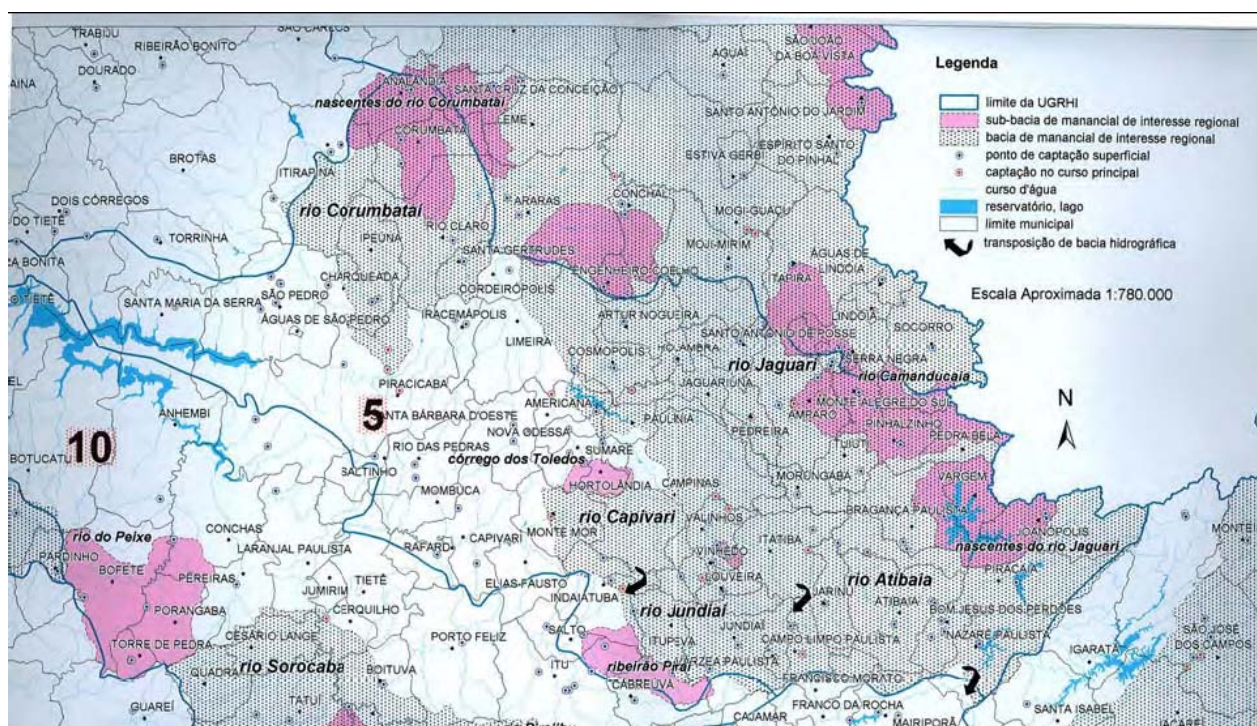 SÃO CARLOS
TRABIJU
RIBEIRÃO BONITO
DOURADO
AGUAÍ
SÃO JOÃO
DA BOA VISTA
Legenda
limite da UGRHI
sub-bacia de manancial de interesse regional
bacia de manancial de interesse regional
ponto de captação superficial
captação no curso principal
curso d'água
reservatório, lago
limite municipal
transposição de bacia hidrográfica
Escala Aproximada 1:780.000
N
ANALÂNDIA
SANTA CRUZ DA CONCEIÇÃO
nascentes do rio Corumbataí
LEME
SANTO ANTÔNIO DO JARDIM
CORUMBATAÍ
ESPÍRITO SANTO
DO PINHAL
BROTAS
ITIRAPINA
ESTIVA GERBI
DOIS CÓRREGOS
ARARAS
CONCHAL
rio Corumbataí
MOGI-GUAÇU
DO TIETÊ
RIO CLARO
TORRINHA
PEÚNA
SANTA GERTRUDES
MOJI-MIRIM
ÁGUAS DE
LINDÓIA
BONITA
CHARQUEADA
ENGENHEIRO COELHO
ITAPIRA
CORDEIRÓPOLIS
TIETÊ
SANTA MARIA DA SERRA
SÃO PEDRO
LINDÓIA
ÁGUAS DE SÃO PEDRO
IRACEMÁPOLIS
ARTUR NOGUEIRA
SANTO ANTÔNIO DE POSSE
SOCORRO
LIMEIRA
COSMÓPOLIS
rio Jaguari
SERRA NEGRA
rio Camanducaia
PIRACICABA
JAGUARIÚNA
AMERICANA
MONTE ALEGRE DO SUL
ANHEMBI
5
SANTA BÁRBARA D'OESTE
PAULÍNIA
AMPARO
PINHALZINHO
10
NOVA ODESSA
PEDREIRA
PEDRA BELA
RIO DAS PEDRAS
SUMARÉ
TUIUTI
BOTUCATU
SALTINHO
córrego dos Toledos
HORTOLÂNDIA
CAMPINAS
MORUNGABA
VARGEM
MOMBUCA
rio Capivari
VALINHOS
BRAGANÇA PAULISTA
JOANÓPOLIS
CONCHAS
MONTE MOR
ITATIBA
rio do Peixe
CAPIVARI
nascentes do rio Jaguari
PARDINHO
LARANJAL PAULISTA
RAFARD
VINHEDO
BOFETE
PEREIRAS
PIRACAIA
TIETÊ
ELIAS-FAUSTO
LOUVEIRA
rio Atibaia
JUMIRIM
INDAIATUBA
JARINU
PORANGABA
CERQUILHO
rio Jundiaí
ATIBAIA
BOM JESUS DOS PERDÕES
SALTO
JUNDIAÍ
TORRE DE PEDRA
CESÁRIO LANGE
PORTO FELIZ
ITUPEVA
CAMPO LIMPO PAULISTA
NAZARÉ PAULISTA
SÃO JOSÉ
DOS CAMPOS
QUADRA
rio Sorocaba
BOITUVA
ITU
ribeirão Piraí
VÁRZEA PAULISTA
IGARATÁ
CABREÚVA
FRANCISCO MORATO
TATUÍ
GUAREÍ
CAJAMAR
FRANCO DA ROCHA
MAIRIPORÃ
SANTA ISABEL